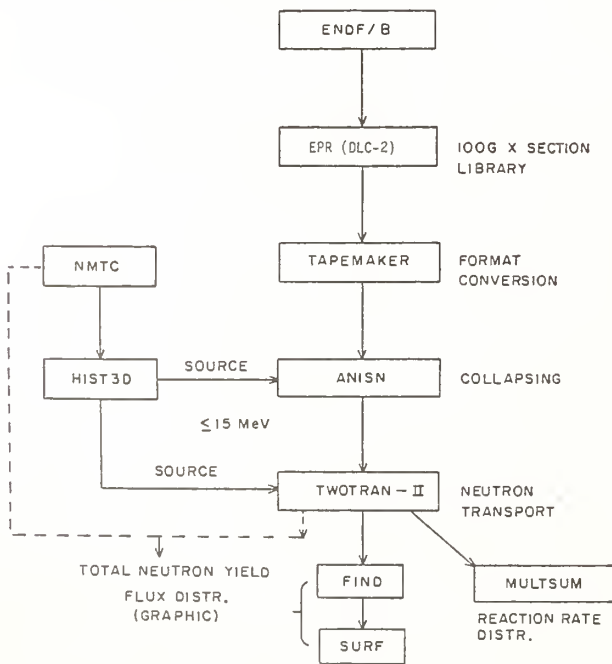 ENDF/B
EPR (DLC-2)
100G X SECTION
LIBRARY
TAPEMAKER
FORMAT
CONVERSION
NMTC
HIST3D
SOURCE
ANISN
COLLAPSING
≤15 MeV
SOURCE
TWOTRAN-II
NEUTRON
TRANSPORT
TOTAL NEUTRON YIELD
FLUX DISTR.
(GRAPHIC)
FIND
SURF
MULTSUM
REACTION RATE
DISTR.